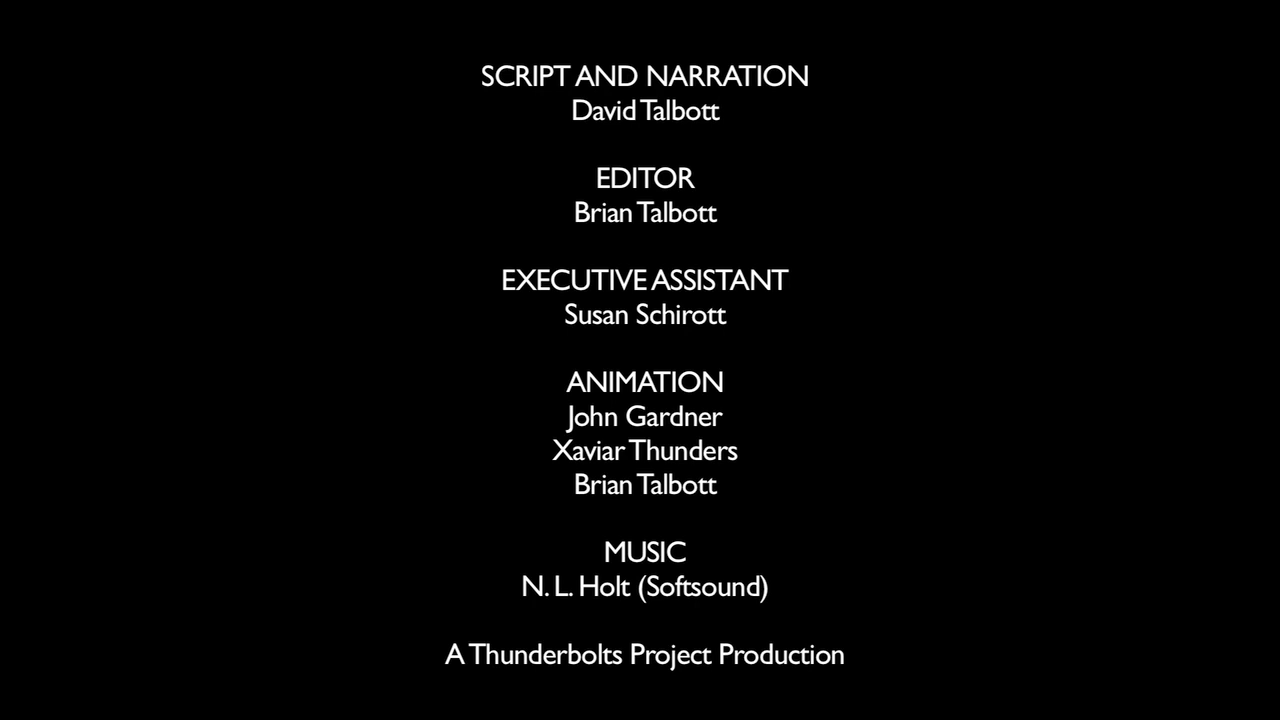 SCRIPT AND NARRATION
David Talbott
EDITOR
Brian Talbott
EXECUTIVE ASSISTANT
Susan Schirott
ANIMATION
John Gardner
Xaviar Thunders
Brian Talbott
MUSIC
N. L. Holt (Softsound)
A Thunderbolts Project Production